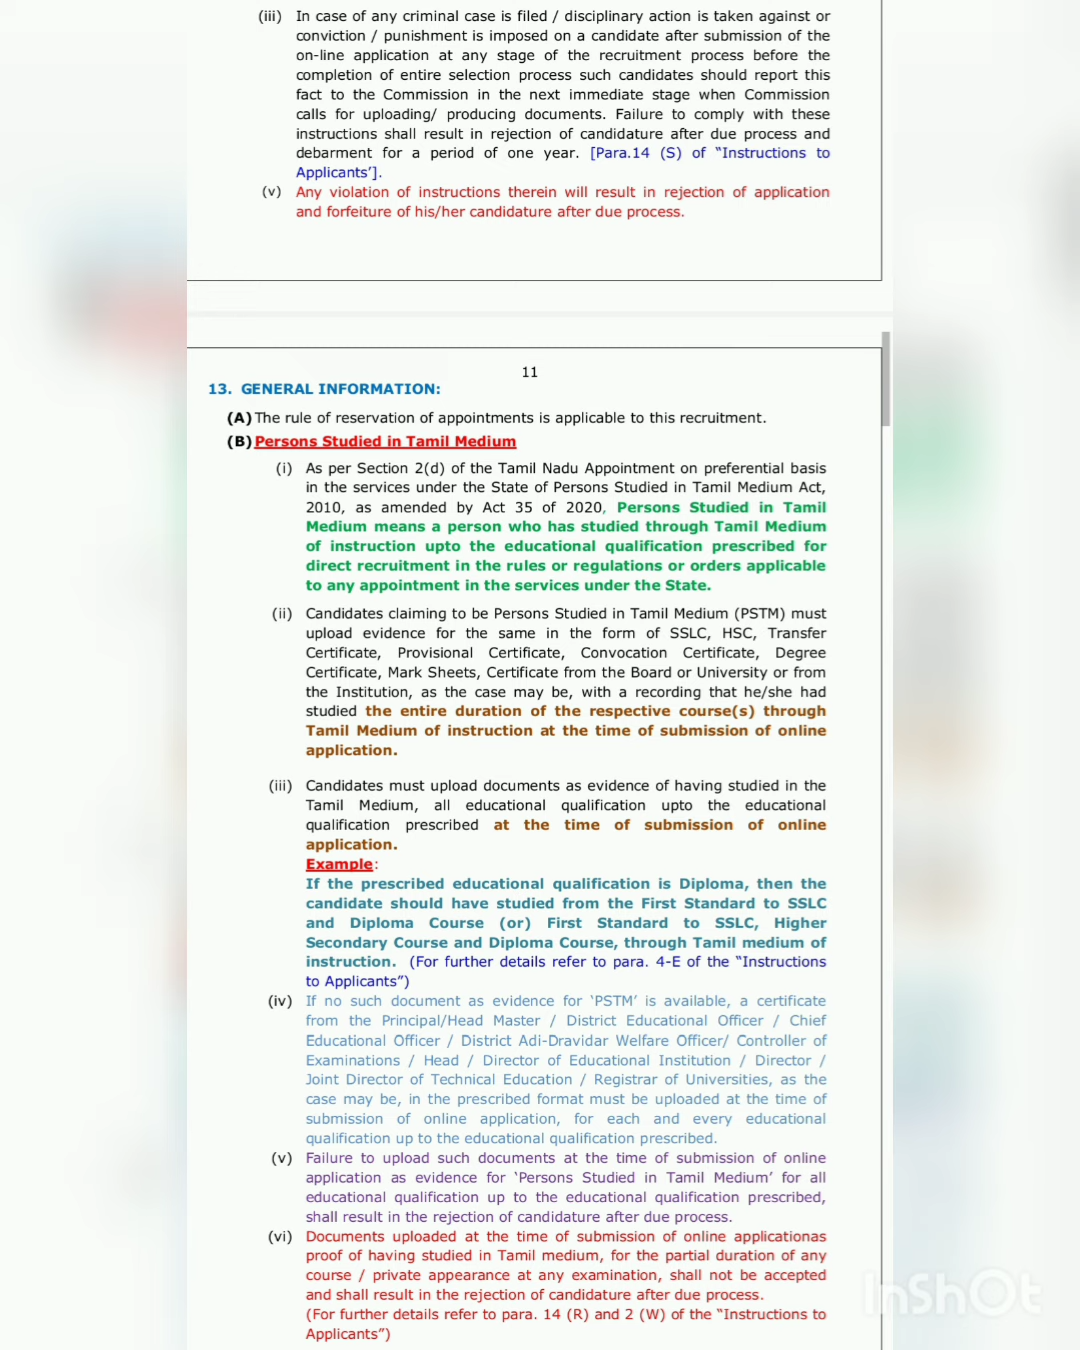 (iii) In case of any criminal case is filed / disciplinary action is taken against or
conviction / punishment is imposed on a candidate after submission of the
on-line application at any stage of the recruitment process before the
completion of entire selection process such candidates should report this
fact to the Commission in the next immediate stage when Commission
calls for uploading/ producing documents. Failure to comply with these
instructions shall result in rejection of candidature after due process and
debarment for a period of one year. [Para.14 (S) of “Instructions to
Applicants’].
(v) Any violation of instructions therein will result in rejection of application
and forfeiture of his/her candidature after due process.
11
13. GENERAL INFORMATION:
(A) The rule of reservation of appointments is applicable to this recruitment.
(B) Persons Studied in Tamil Medium
(i) As per Section 2(d) of the Tamil Nadu Appointment on preferential basis
in the services under the State of Persons Studied in Tamil Medium Act,
2010, as amended by Act 35 of 2020, Persons Studied in Tamil
Medium means a person who has studied through Tamil Medium
of instruction upto the educational qualification prescribed for
direct recruitment in the rules or regulations or orders applicable
to any appointment in the services under the State.
(ii) Candidates claiming to be Persons Studied in Tamil Medium (PSTM) must
upload evidence for the same in the form of SSLC, HSC, Transfer
Certificate, Provisional Certificate, Convocation Certificate, Degree
Certificate, Mark Sheets, Certificate from the Board or University or from
the Institution, as the case may be, with a recording that he/she had
studied the entire duration of the respective course(s) through
Tamil Medium of instruction at the time of submission of online
application.
(iii) Candidates must upload documents as evidence of having studied in the
Tamil Medium, all educational qualification upto the educational
qualification prescribed at the time of submission of online
application.
Example:
If the prescribed educational qualification is Diploma, then the
candidate should have studied from the First Standard to SSLC
and Diploma Course (or) First Standard to SSLC, Higher
Secondary Course and Diploma Course, through Tamil medium of
instruction. (For further details refer to para. 4-E of the “Instructions
to Applicants”)
(iv) If no such document as evidence for ‘PSTM’ is available, a certificate
from the Principal/Head Master / District Educational Officer / Chief
Educational Officer / District Adi-Dravidar Welfare Officer/ Controller of
Examinations / Head / Director of Educational Institution / Director /
Joint Director of Technical Education / Registrar of Universities, as the
case may be, in the prescribed format must be uploaded at the time of
submission of online application, for each and every educational
qualification up to the educational qualification prescribed.
(v) Failure to upload such documents at the time of submission of online
application as evidence for ‘Persons Studied in Tamil Medium’ for all
educational qualification up to the educational qualification prescribed,
shall result in the rejection of candidature after due process.
(vi) Documents uploaded at the time of submission of online applicationas
proof of having studied in Tamil medium, for the partial duration of any
course / private appearance at any examination, shall not be accepted
and shall result in the rejection of candidature after due process.
(For further details refer to para. 14 (R) and 2 (W) of the “Instructions to
Applicants”)
InShOt